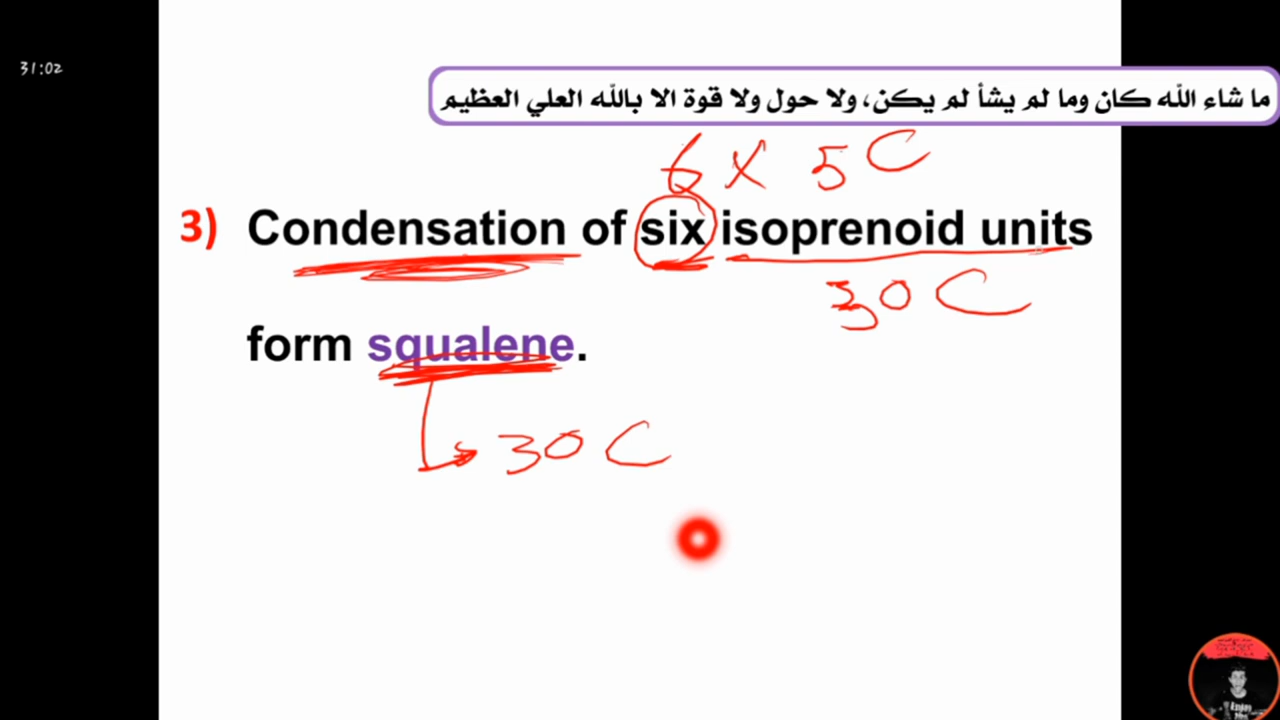 31:02
ما شاء الله كان وما لم يشأ لم يكن، ولا حول ولا قوة الا بالله العلي العظيم
6 X 5 C
3) Condensation of six isoprenoid units
30 C
form squalene.
30 C